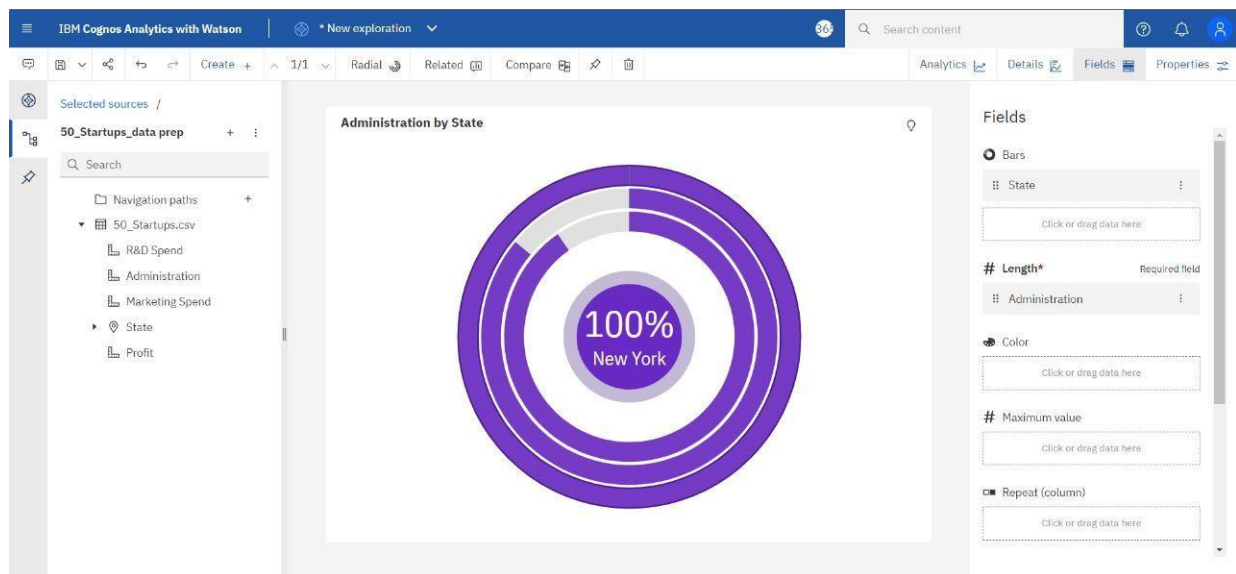 IBM Cognos Analytics with Watson
* New exploration
Search content
Create +
1/1
Radial
Related
Compare
Analytics
Details
Fields
Properties
Selected sources /
50_Startups_data prep
Search
Navigation paths
50_Startups.csv
R&D Spend
Administration
Marketing Spend
State
Profit
Administration by State
100%
New York
Fields
Bars
State
Click or drag data here
# Length* Required field
Administration
Color
Click or drag data here
# Maximum value
Click or drag data here
Repeat (column)
Click or drag data here